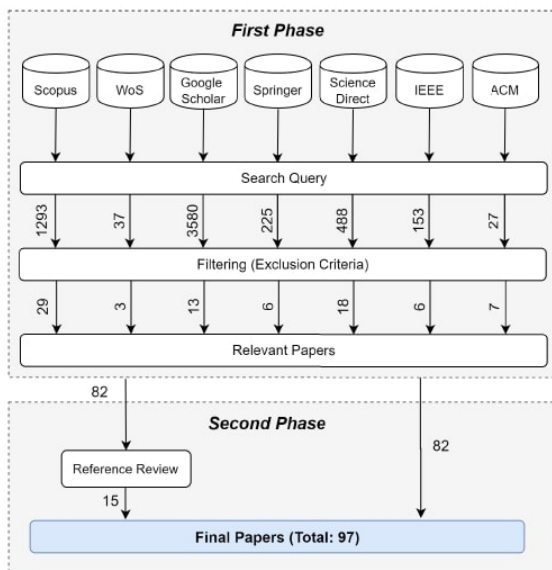 First Phase
Scopus
WoS
Google
Scholar
Springer
Science
Direct
IEEE
ACM
Search Query
1293
37
3580
225
488
153
27
Filtering (Exclusion Criteria)
29
3
13
6
18
6
7
Relevant Papers
82
Second Phase
82
Reference Review
15
Final Papers (Total: 97)